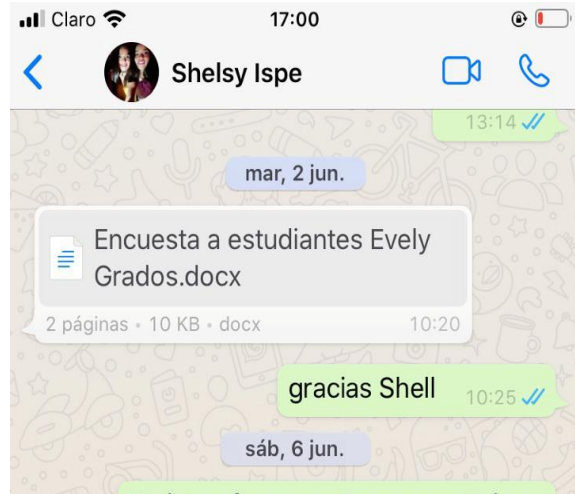 Claro 17:00
Shelsy Ispe
13:14
mar, 2 jun.
Encuesta a estudiantes Evely
Grados.docx
2 páginas • 10 KB • docx 10:20
gracias Shell 10:25
sáb, 6 jun.